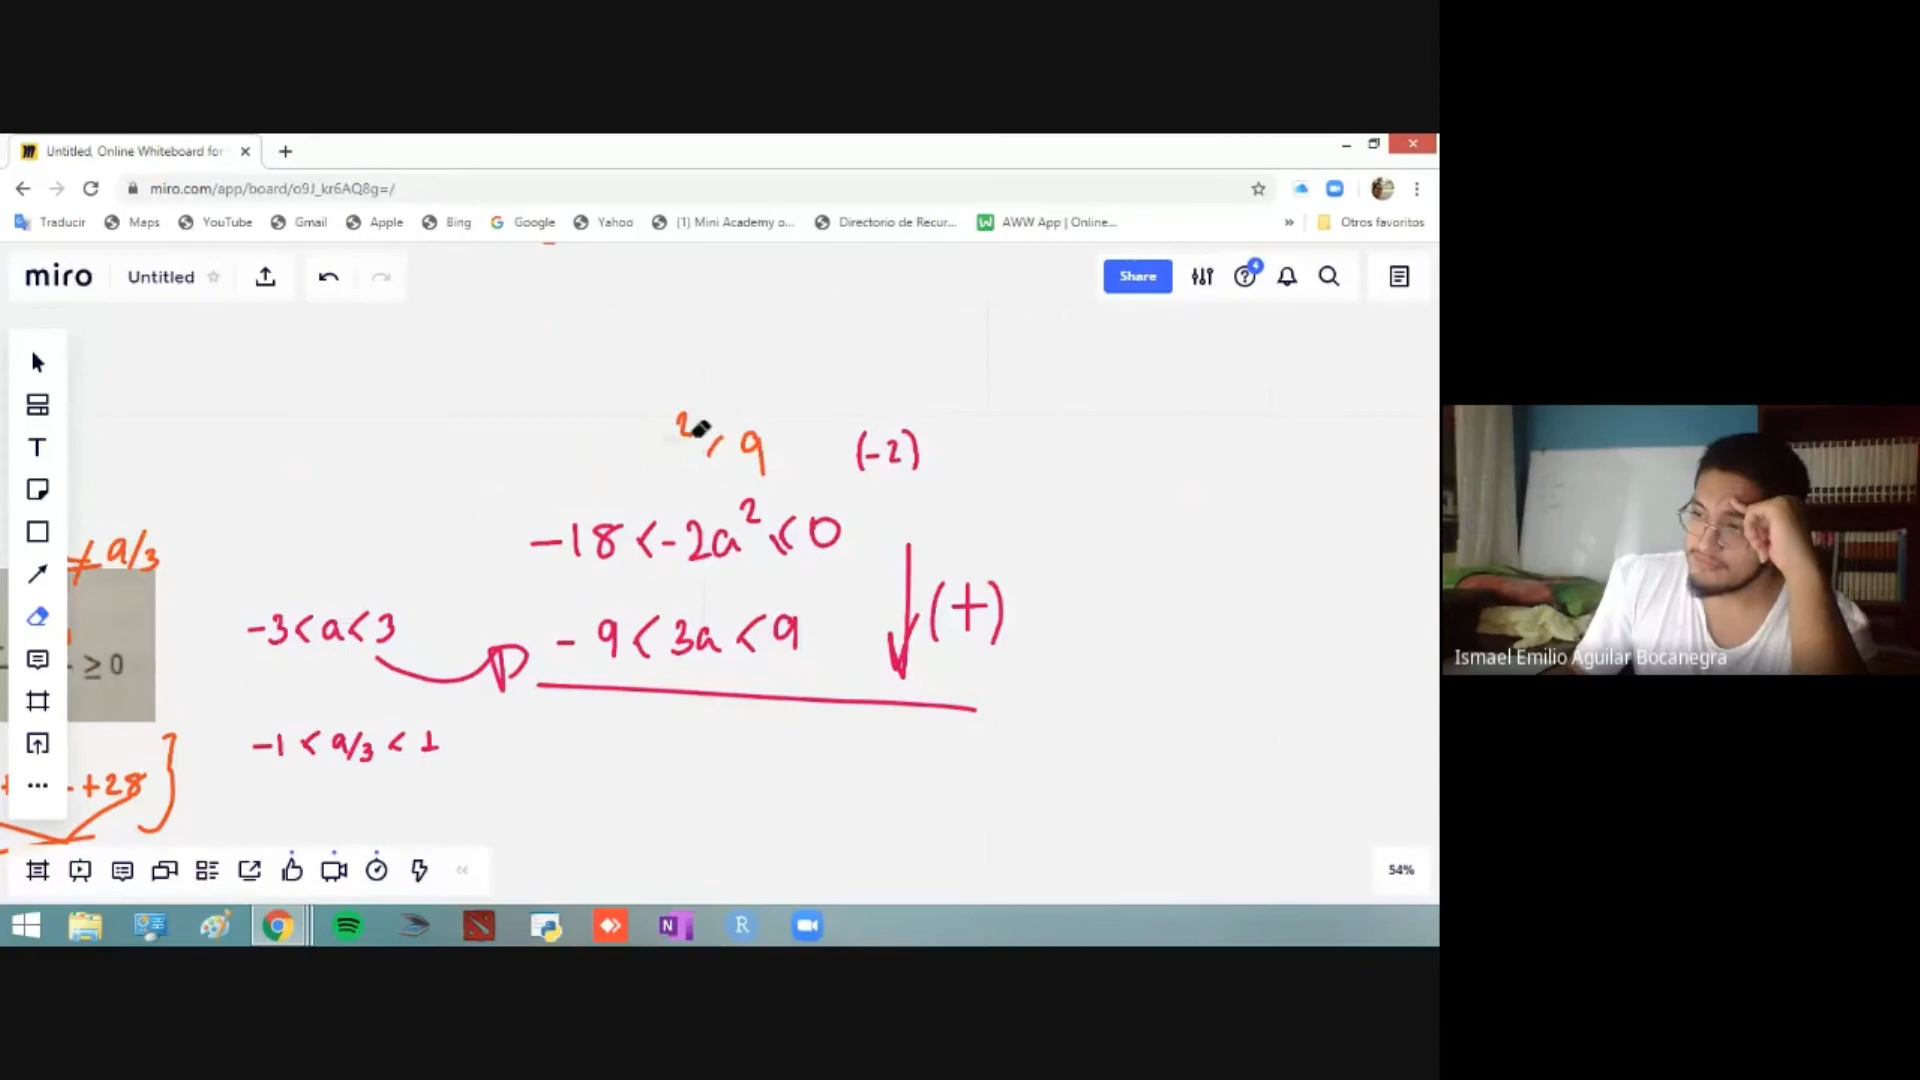 Untitled, Online Whiteboard for
miro.com/app/board/o9J_kr6AQ8g=/
Traducir Maps YouTube Gmail Apple Bing Google Yahoo (1) Mini Academy o... Directorio de Recur... AWW App | Online... » Otros favoritos
miro Untitled Share 4
2 < 9 (-2)
-18 < -2a² < 0
≠ a/3
-3 < a < 3 -9 < 3a < 9 (+)
≥ 0
-1 < a/3 < 1
+28 }
54%
Ismael Emilio Aguilar Bocanegra